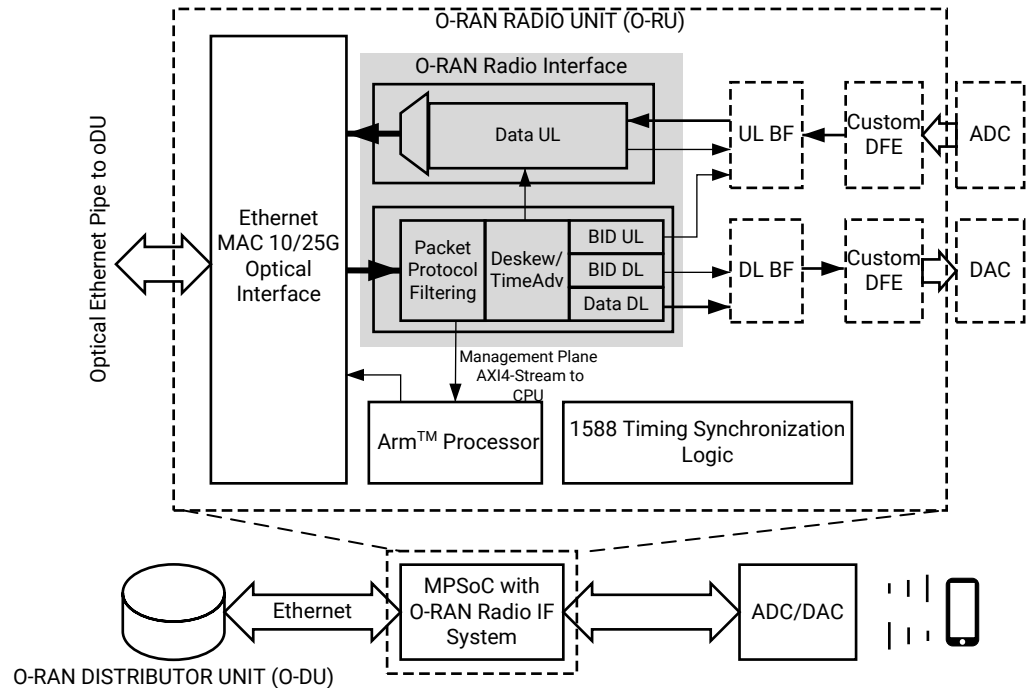 O-RAN RADIO UNIT (O-RU)
O-RAN Radio Interface
Optical Ethernet Pipe to oDU
Ethernet
MAC 10/25G
Optical
Interface
Data UL
UL BF
Custom
DFE
ADC
Packet
Protocol
Filtering
Deskew/
TimeAdv
BID UL
BID DL
Data DL
DL BF
Custom
DFE
DAC
Management Plane
AXI4-Stream to
CPU
Arm™ Processor
1588 Timing Synchronization
Logic
Ethernet
MPSoC with
O-RAN Radio IF
System
ADC/DAC
O-RAN DISTRIBUTOR UNIT (O-DU)